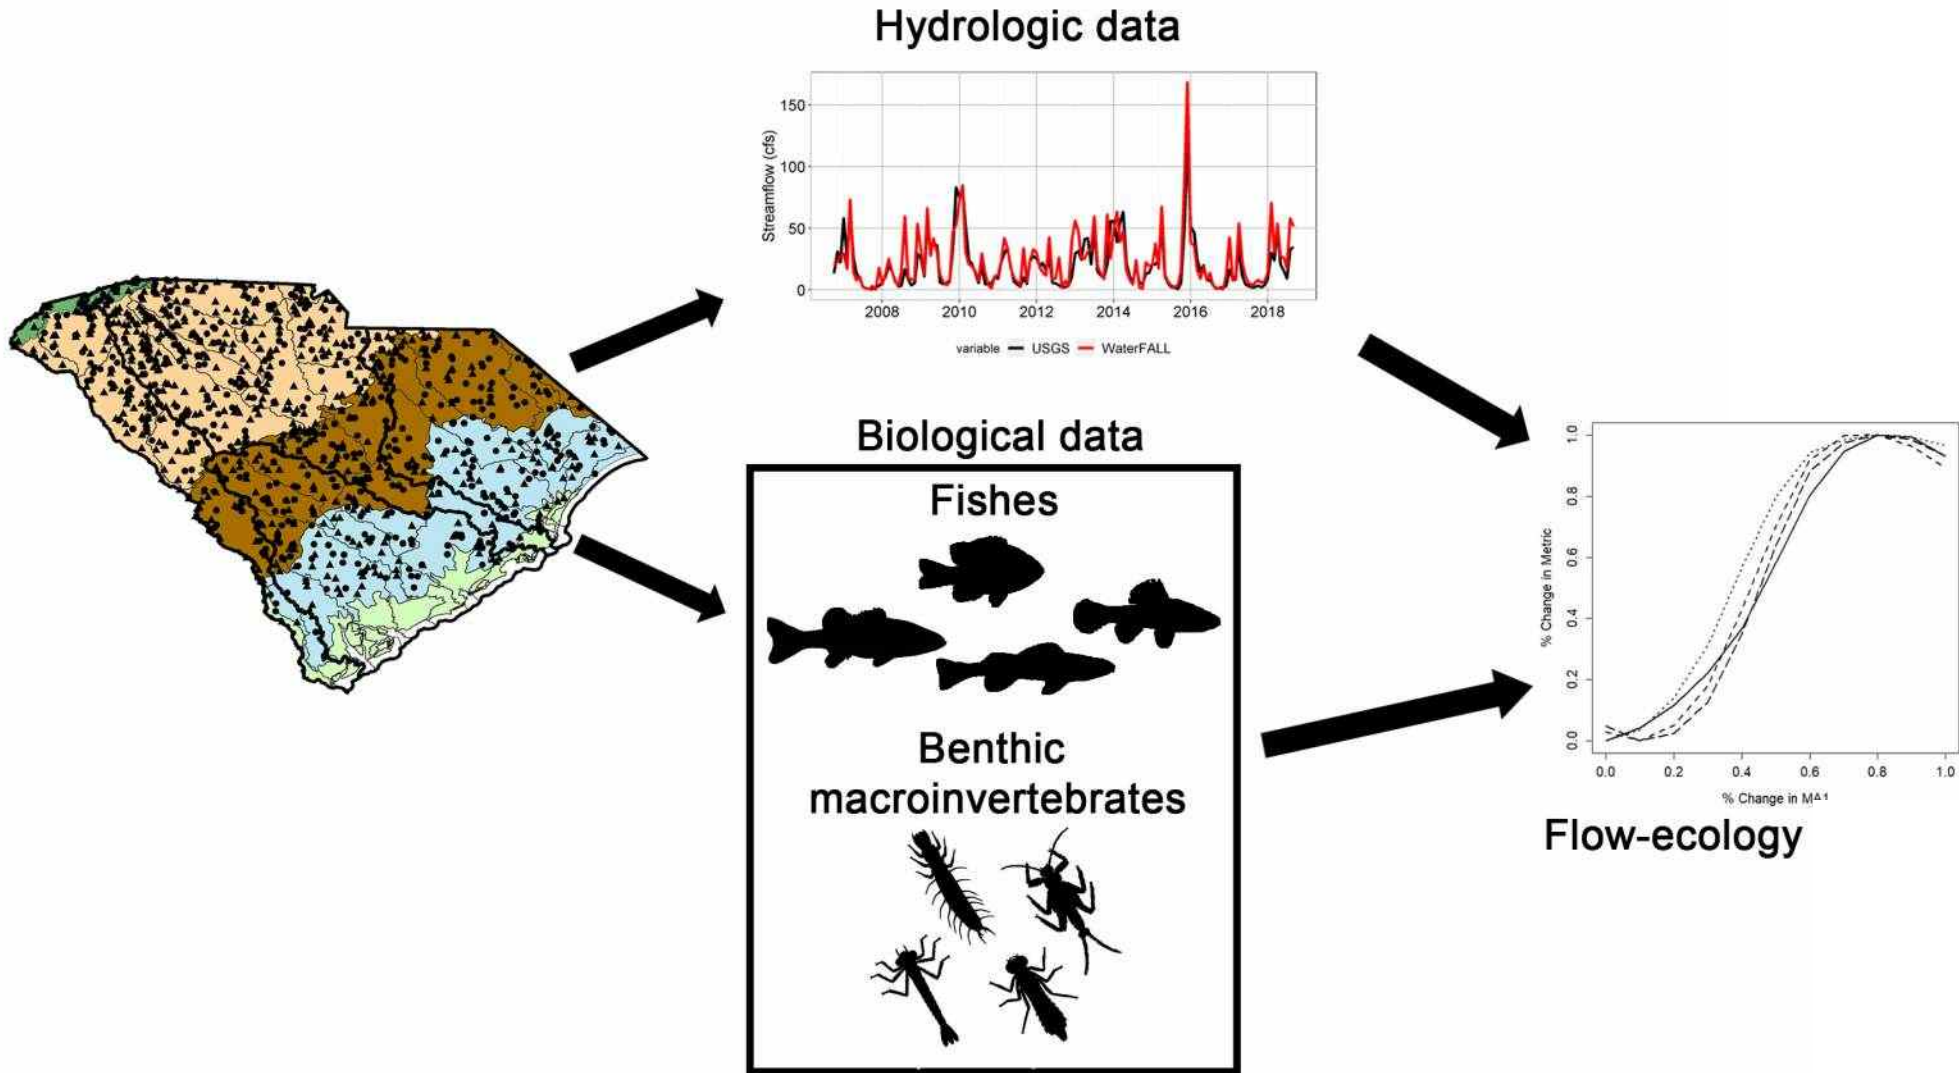 Hydrologic data
Streamflow (cfs)
150
100
50
0
2008 2010 2012 2014 2016 2018
variable USGS WaterFALL
Biological data
Fishes
Benthic
macroinvertebrates
% Change in Metric
1.0
0.8
0.6
0.4
0.2
0.0
0.0 0.2 0.4 0.6 0.8 1.0
% Change in
Flow-ecology